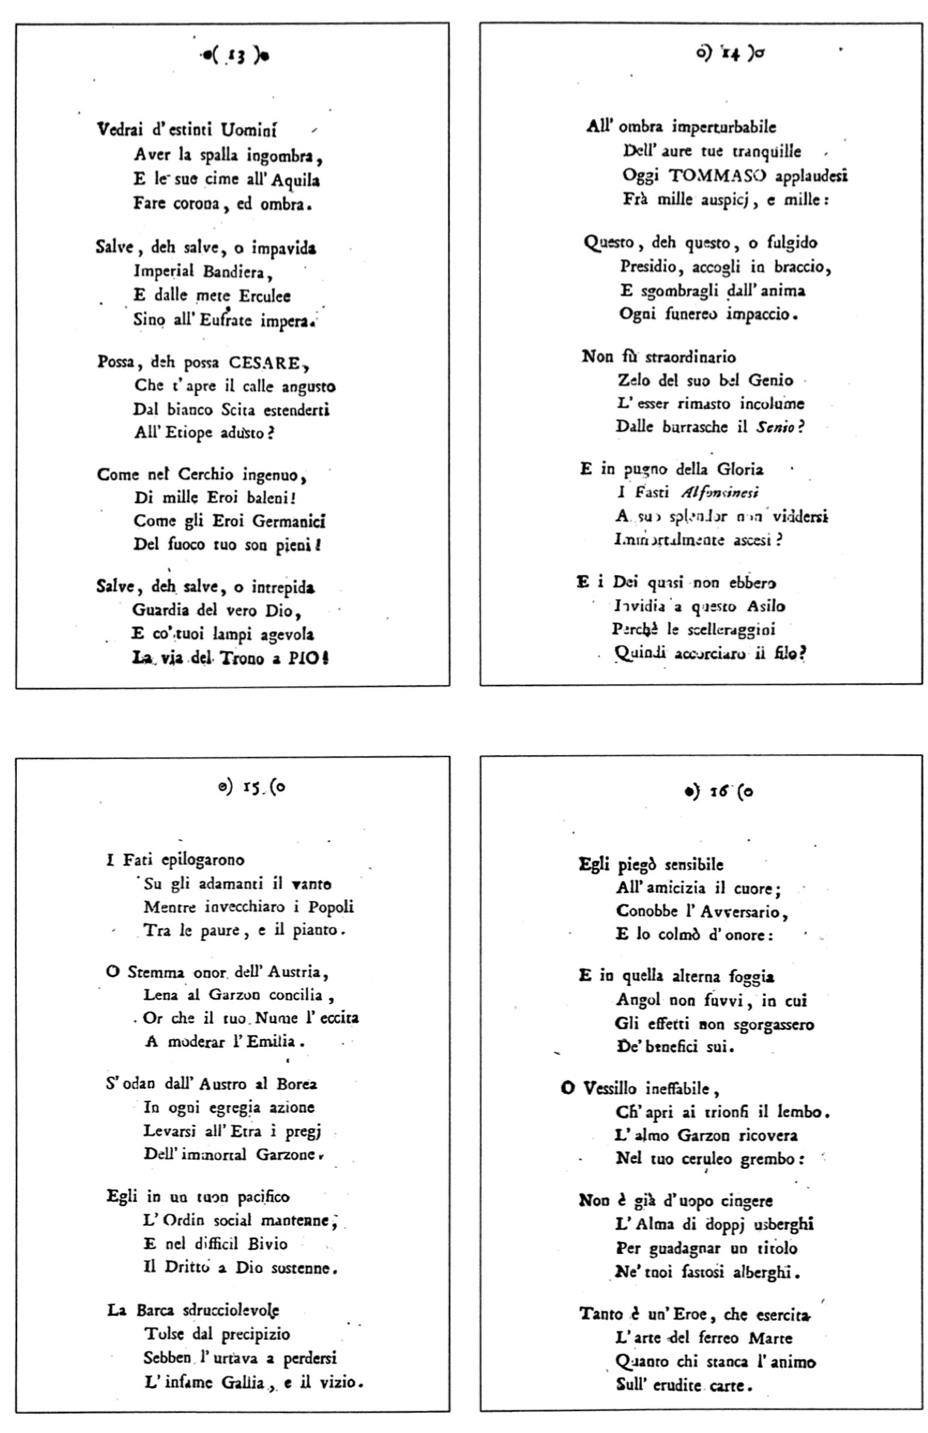 ( 13 )
Vedrai d' estinti Uomini
Aver la spalla ingombra,
E le sue cime all' Aquila
Fare corona, ed ombra.
Salve, deh salve, o impavida
Imperial Bandiera,
E dalle mete Erculee
Sino all' Eufrate impera.
Possa, deh possa CESARE,
Che t' apre il calle angusto
Dal bianco Scita estenderti
All' Etiope adusto?
Come nel Cerchio ingenuo,
Di mille Eroi baleni!
Come gli Eroi Germanici
Del fuoco tuo son pieni!
Salve, deh salve, o intrepida
Guardia del vero Dio,
E co' tuoi lampi agevola
La via del Trono a PIO!
o) 14 )o
All' ombra imperturbabile
Dell' aure tue tranquille
Oggi TOMMASO applaudesi
Frà mille auspicj, e mille:
Questo, deh questo, o fulgido
Presidio, accogli in braccio,
E sgombragli dall' anima
Ogni funereo impaccio.
Non fù straordinario
Zelo del suo bel Genio
L' esser rimasto incolume
Dalle burrasche il Senio?
E in pugno della Gloria
I Fasti Alfonsinesi
A suo splendor non viddersi
Immortalmente ascesi?
E i Dei quasi non ebbero
Invidia a questo Asilo
Perchè le scelleraggini
Quindi accorciaro il filo?
o) 15 (o
I Fati epilogarono
Su gli adamanti il vanto
Mentre invecchiaro i Popoli
Tra le paure, e il pianto.
O Stemma onor dell' Austria,
Lena al Garzon concilia,
Or che il tuo Nume l' eccita
A moderar l' Emilia.
S' odan dall' Austro al Borea
In ogni egregia azione
Levarsi all' Etra i pregj
Dell' immortal Garzone.
Egli in un tuon pacifico
L' Ordin social mantenne;
E nel difficil Bivio
Il Dritto a Dio sostenne.
La Barca sdrucciolevole
Tolse dal precipizio
Sebben l' urtava a perdersi
L' infame Gallia, e il vizio.
o) 16 (o
Egli piegò sensibile
All' amicizia il cuore;
Conobbe l' Avversario,
E lo colmò d' onore:
E in quella alterna foggia
Angol non fuvvi, in cui
Gli effetti non sgorgassero
De' benefici sui.
O Vessillo ineffabile,
Ch' apri ai trionfi il lembo.
L' almo Garzon ricovera
Nel tuo ceruleo grembo:
Non è già d' uopo cingere
L' Alma di doppj usberghi
Per guadagnar un titolo
Ne' tuoi fastosi alberghi.
Tanto è un' Eroe, che esercita
L' arte del ferreo Marte
Quanto chi stanca l' animo
Sull' erudite carte.